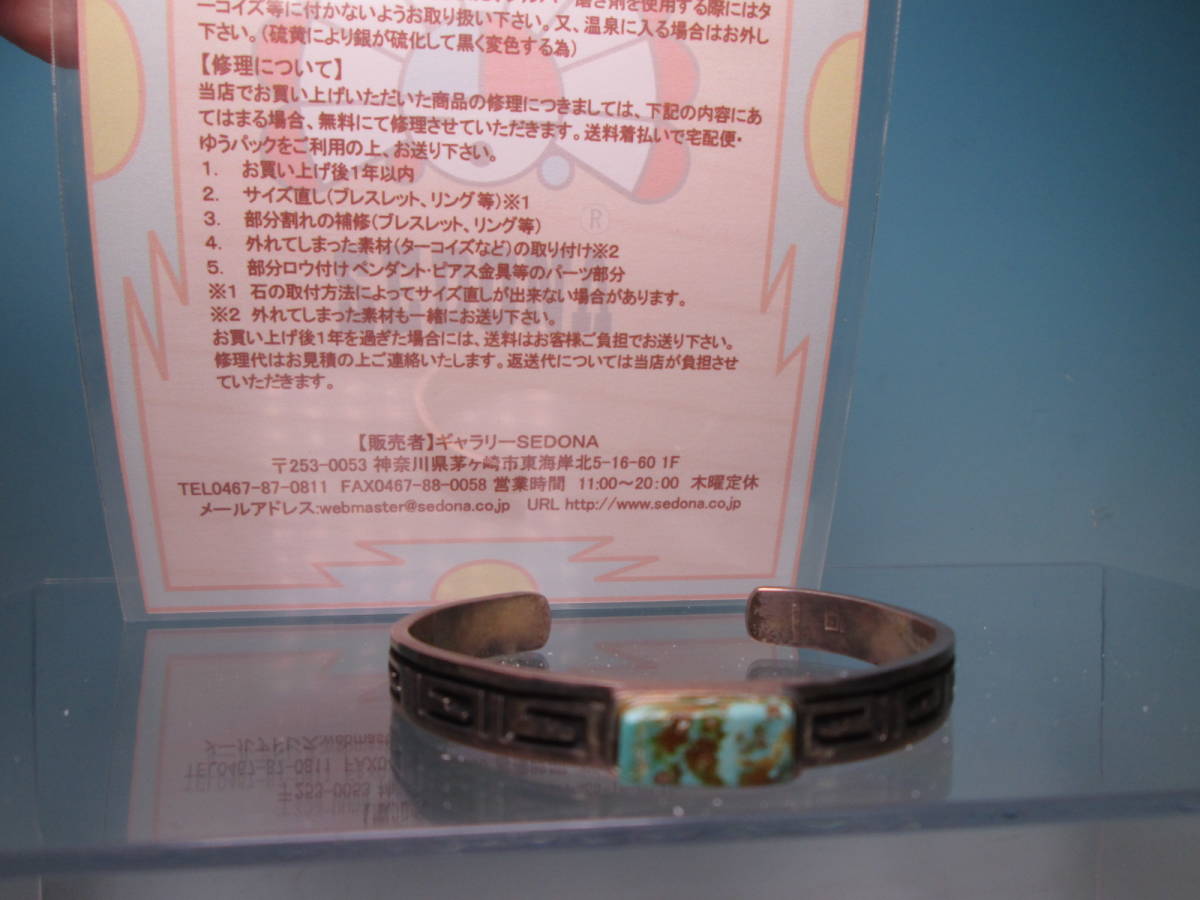 磨き剤を使用する際にはタ
ーコイズ等に付かないようお取り扱い下さい。又、温泉に入る場合はお外し
下さい。(硫黄により銀が硫化して黒く変色する為)
【修理について】
当店でお買い上げいただいた商品の修理につきましては、下記の内容にあ
てはまる場合、無料にて修理させていただきます。送料着払いで宅配便・
ゆうパックをご利用の上、お送り下さい。
1. お買い上げ後1年以内
2. サイズ直し(ブレスレット、リング等)※1
3. 部分割れの補修(ブレスレット、リング等)
4. 外れてしまった素材(ターコイズなど)の取り付け※2
5. 部分ロウ付け ペンダント・ピアス金具等のパーツ部分
※1 石の取付方法によってサイズ直しが出来ない場合があります。
※2 外れてしまった素材も一緒にお送り下さい。
お買い上げ後1年を過ぎた場合には、送料はお客様ご負担でお送り下さい。
修理代はお見積の上ご連絡いたします。返送代については当店が負担させ
ていただきます。
【販売者】ギャラリーSEDONA
〒253-0053 神奈川県茅ヶ崎市東海岸北5-16-60 1F
TEL0467-87-0811 FAX0467-88-0058 営業時間 11:00～20:00 木曜定休
メールアドレス:webmaster@sedona.co.jp URL http://www.sedona.co.jp
®